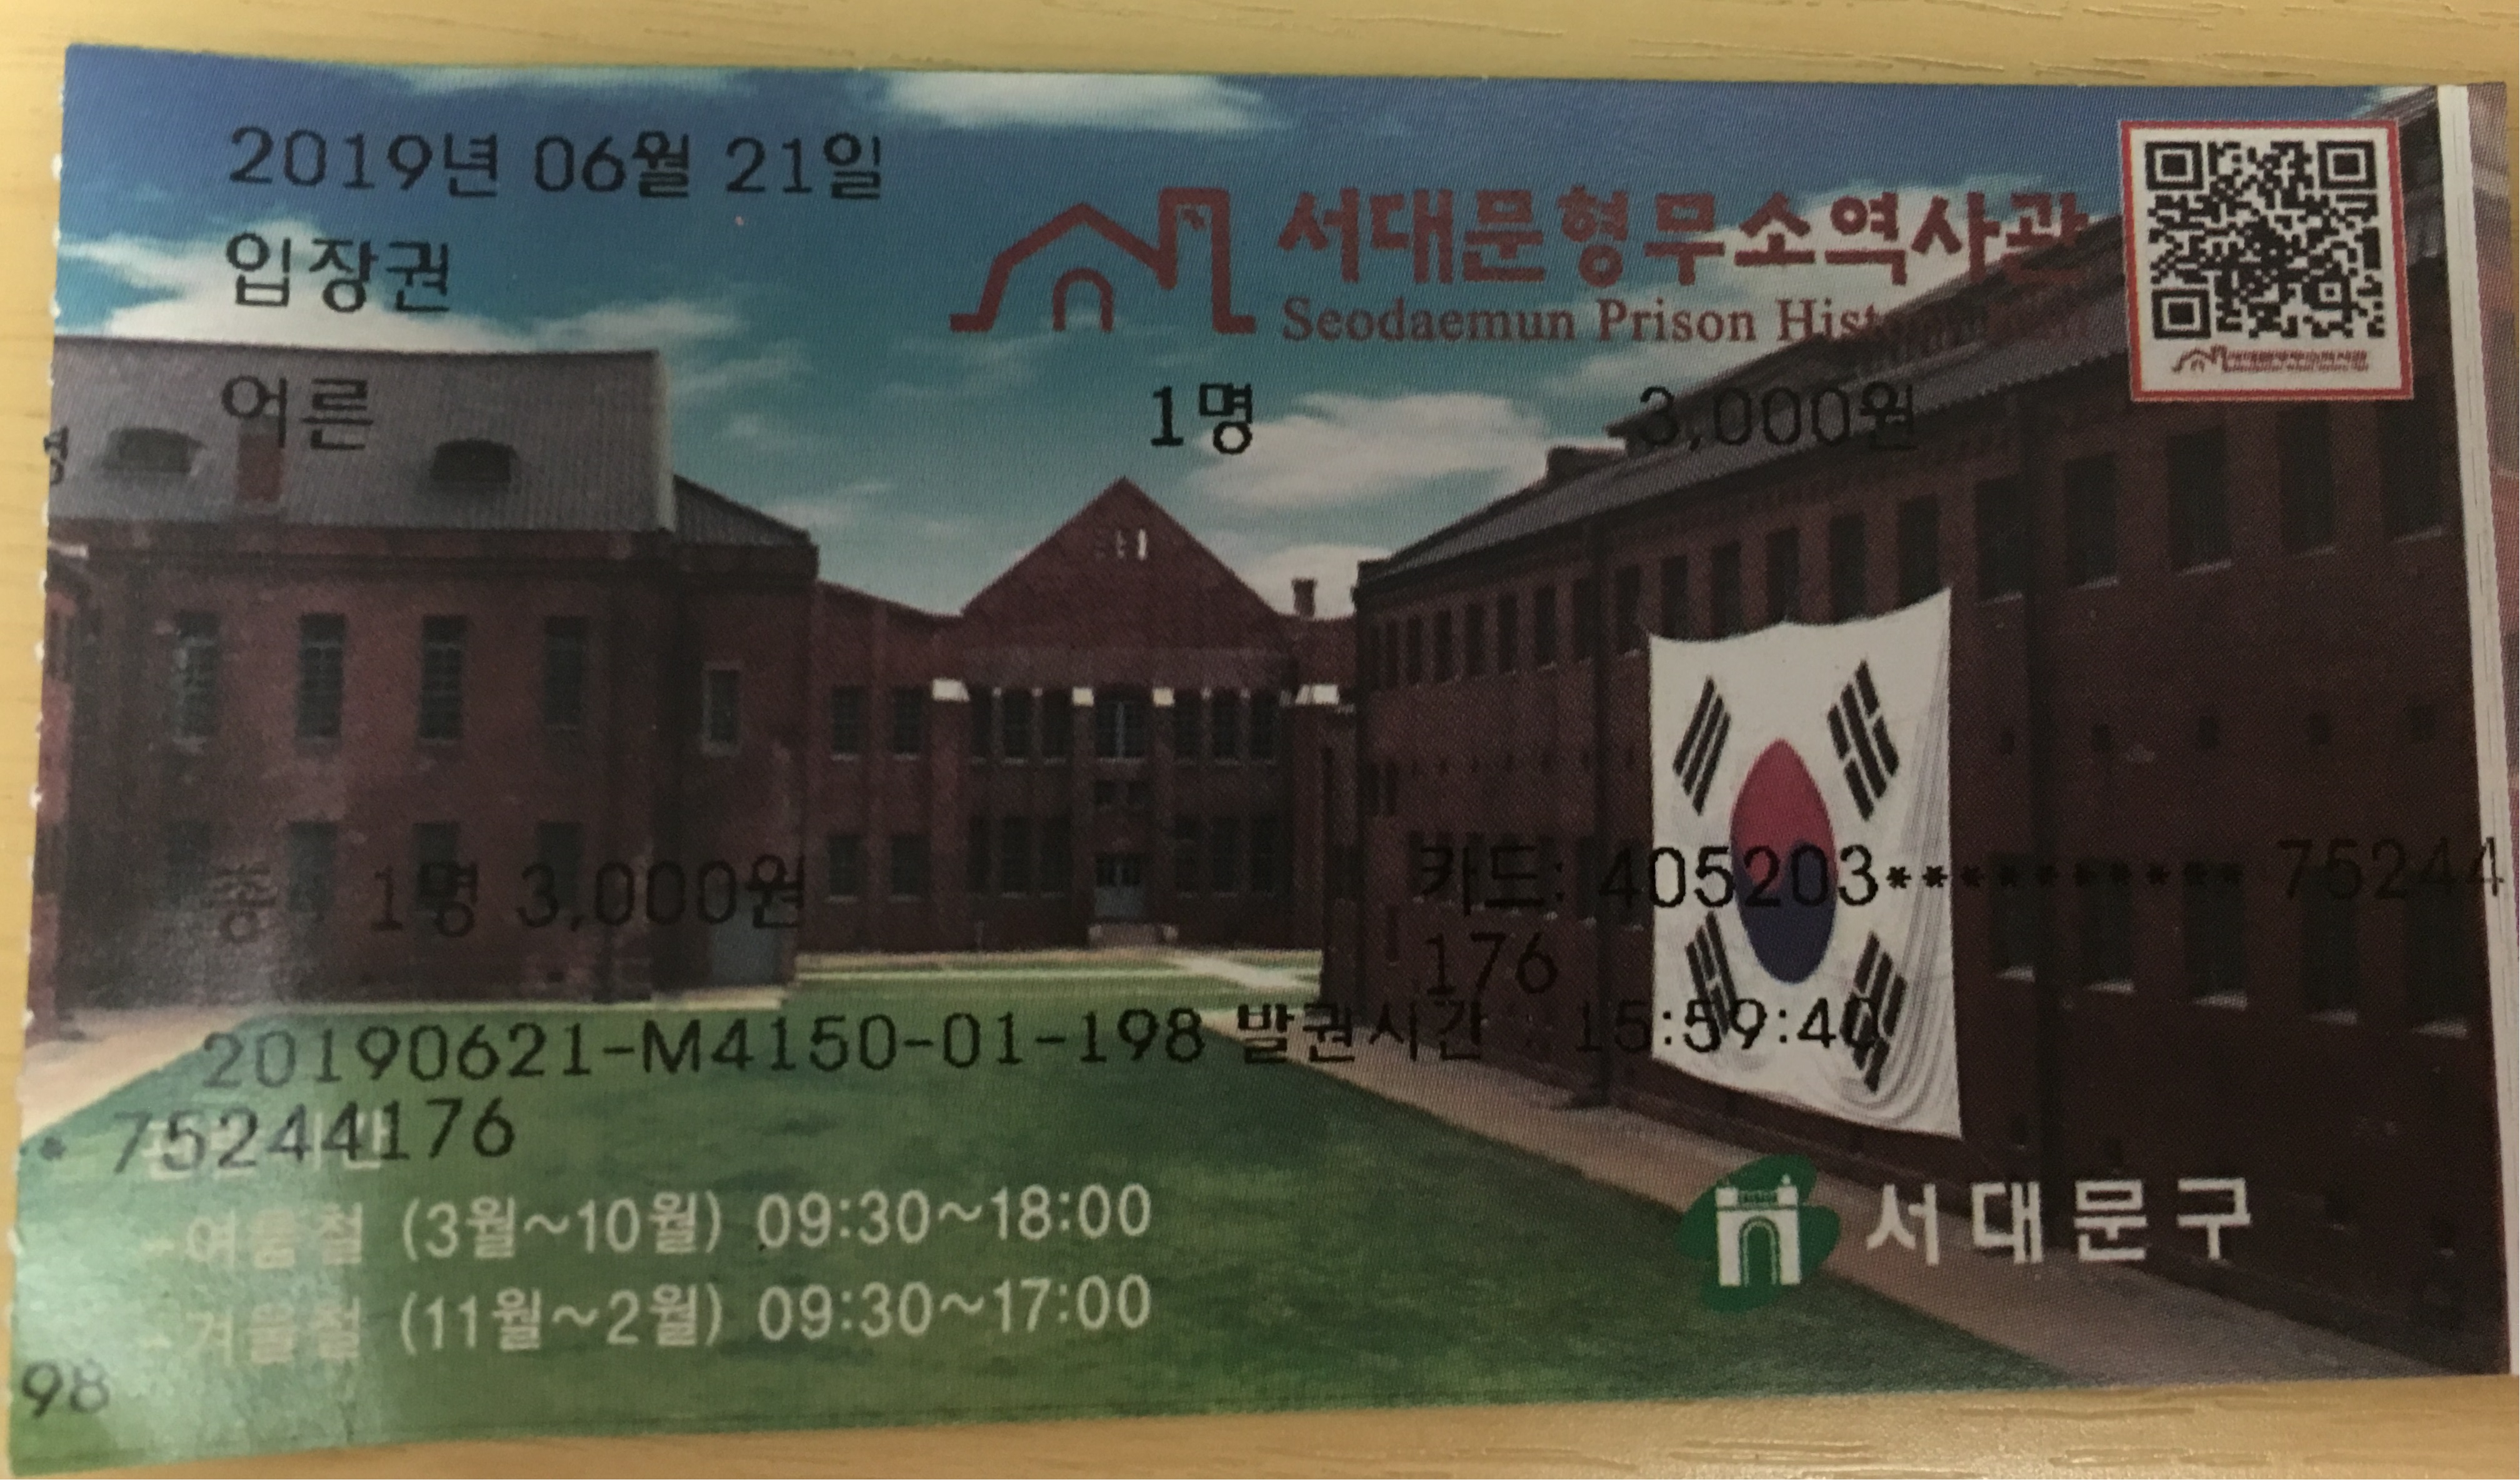 2019년 06월 21일
입장권
서대문형무소역사관
Seodaemun Prison History
어른 1명 3,000원
총 1명 3,000원
카드: 405203********** 75244
176
20190621-M4150-01-198 발권시간 : 15:59:40
75244176
여름철 (3월~10월) 09:30~18:00
겨울철 (11월~2월) 09:30~17:00
서대문구
98